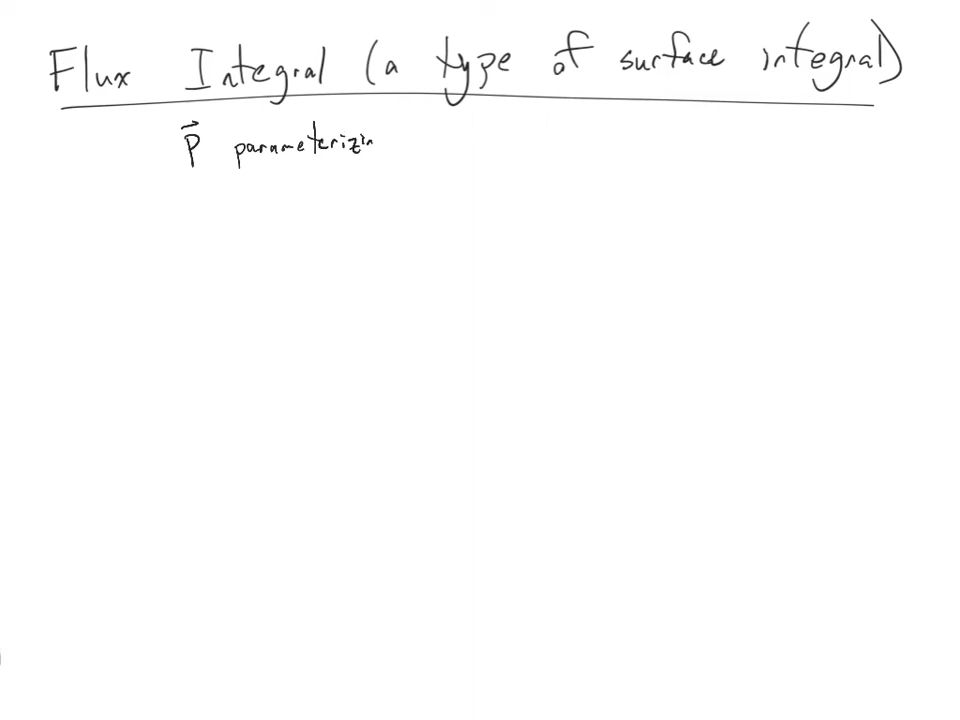 Flux Integral (a type of surface integral)
p⃗ parameterizin